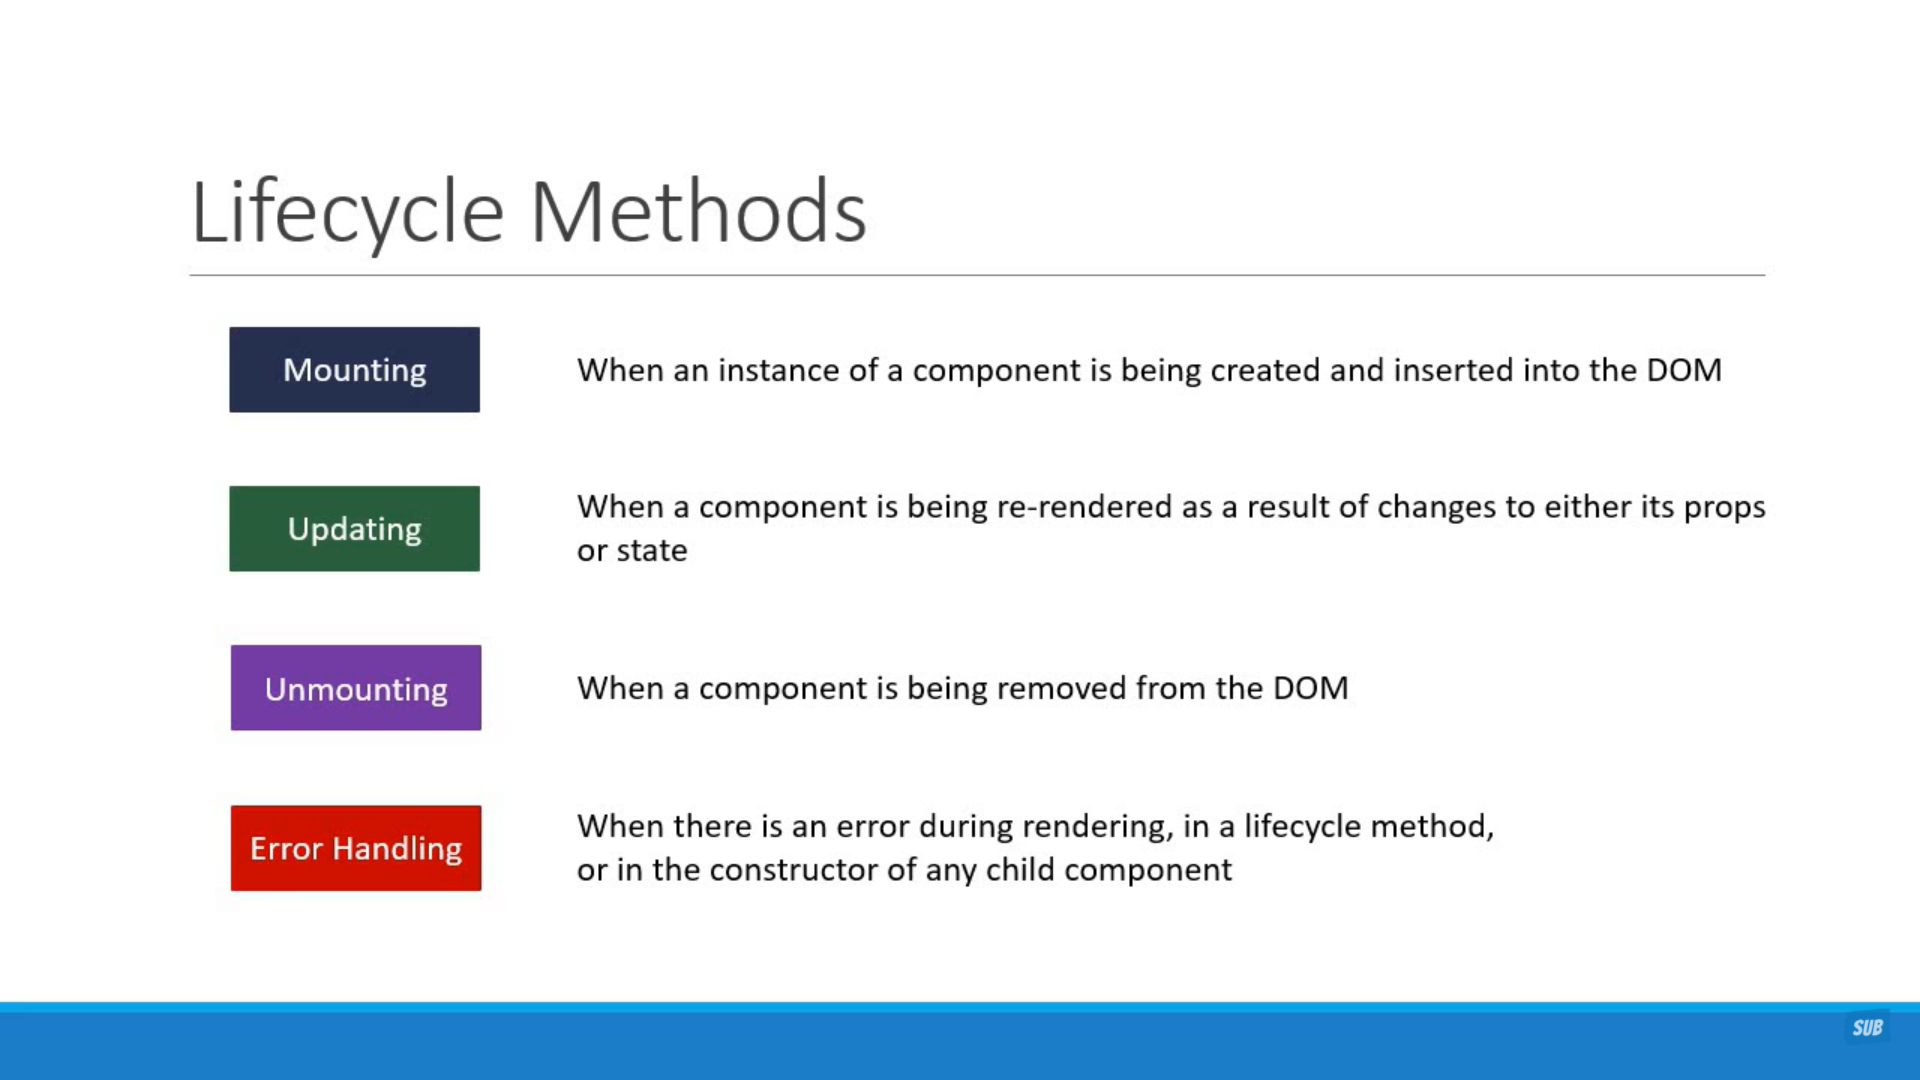 Lifecycle Methods
Mounting
When an instance of a component is being created and inserted into the DOM
Updating
When a component is being re-rendered as a result of changes to either its props
or state
Unmounting
When a component is being removed from the DOM
Error Handling
When there is an error during rendering, in a lifecycle method,
or in the constructor of any child component
SUB